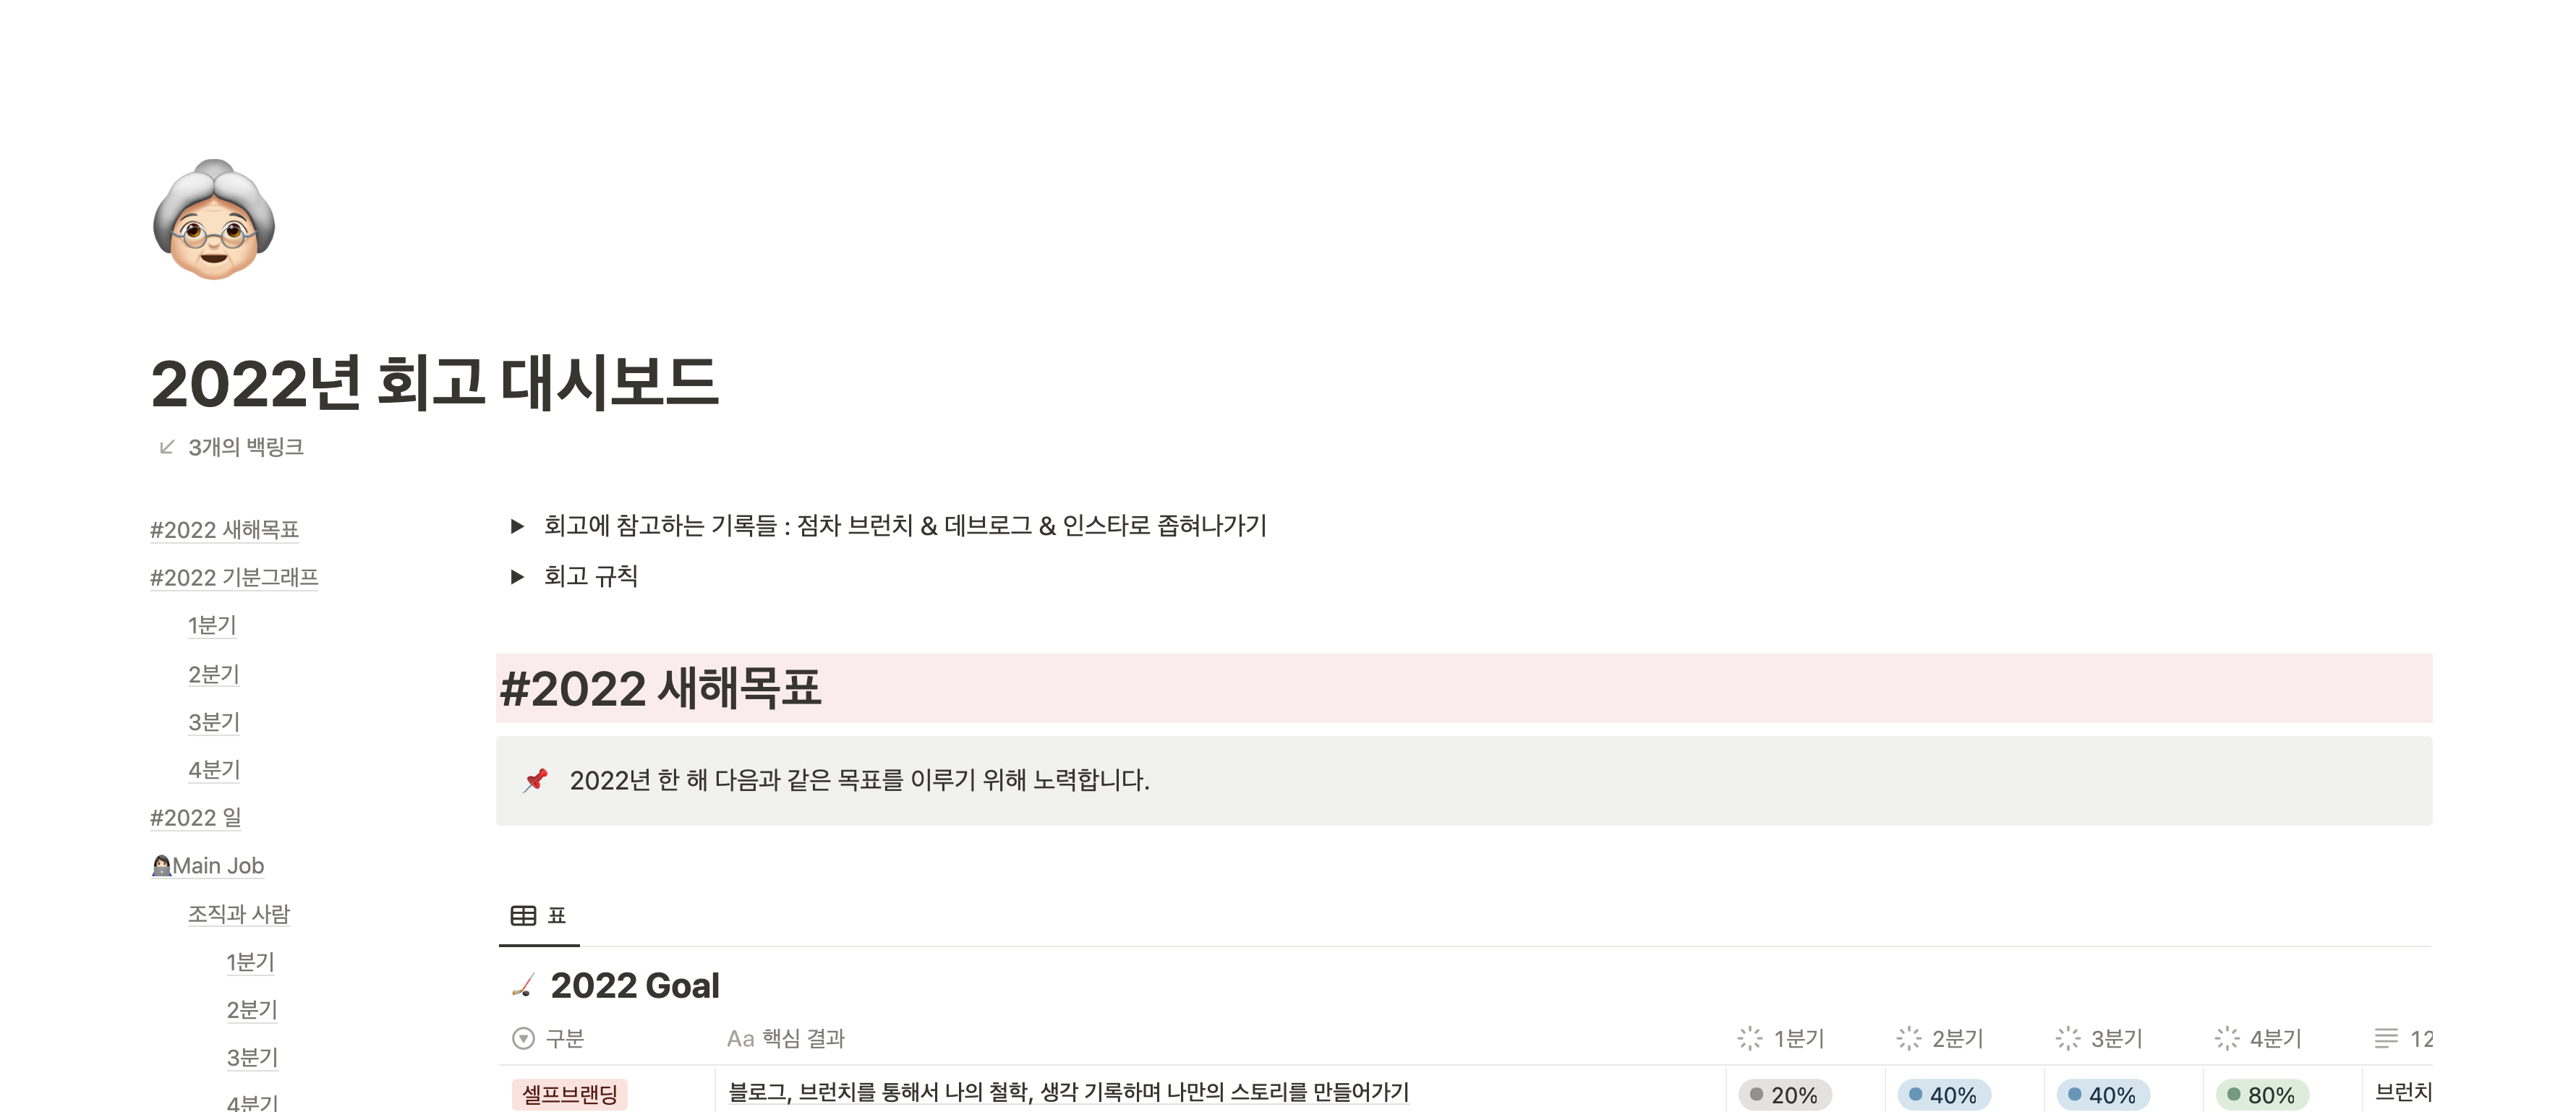 2022년 회고 대시보드
3개의 백링크
#2022 새해목표
#2022 기분그래프
1분기
2분기
3분기
4분기
#2022 일
Main Job
조직과 사람
1분기
2분기
3분기
4분기
회고에 참고하는 기록들 : 점차 브런치 & 데브로그 & 인스타로 좁혀나가기
회고 규칙
#2022 새해목표
2022년 한 해 다음과 같은 목표를 이루기 위해 노력합니다.
표
2022 Goal
구분 Aa 핵심 결과 1분기 2분기 3분기 4분기 12
셀프브랜딩 블로그, 브런치를 통해서 나의 철학, 생각 기록하며 나만의 스토리를 만들어가기 20% 40% 40% 80% 브런치